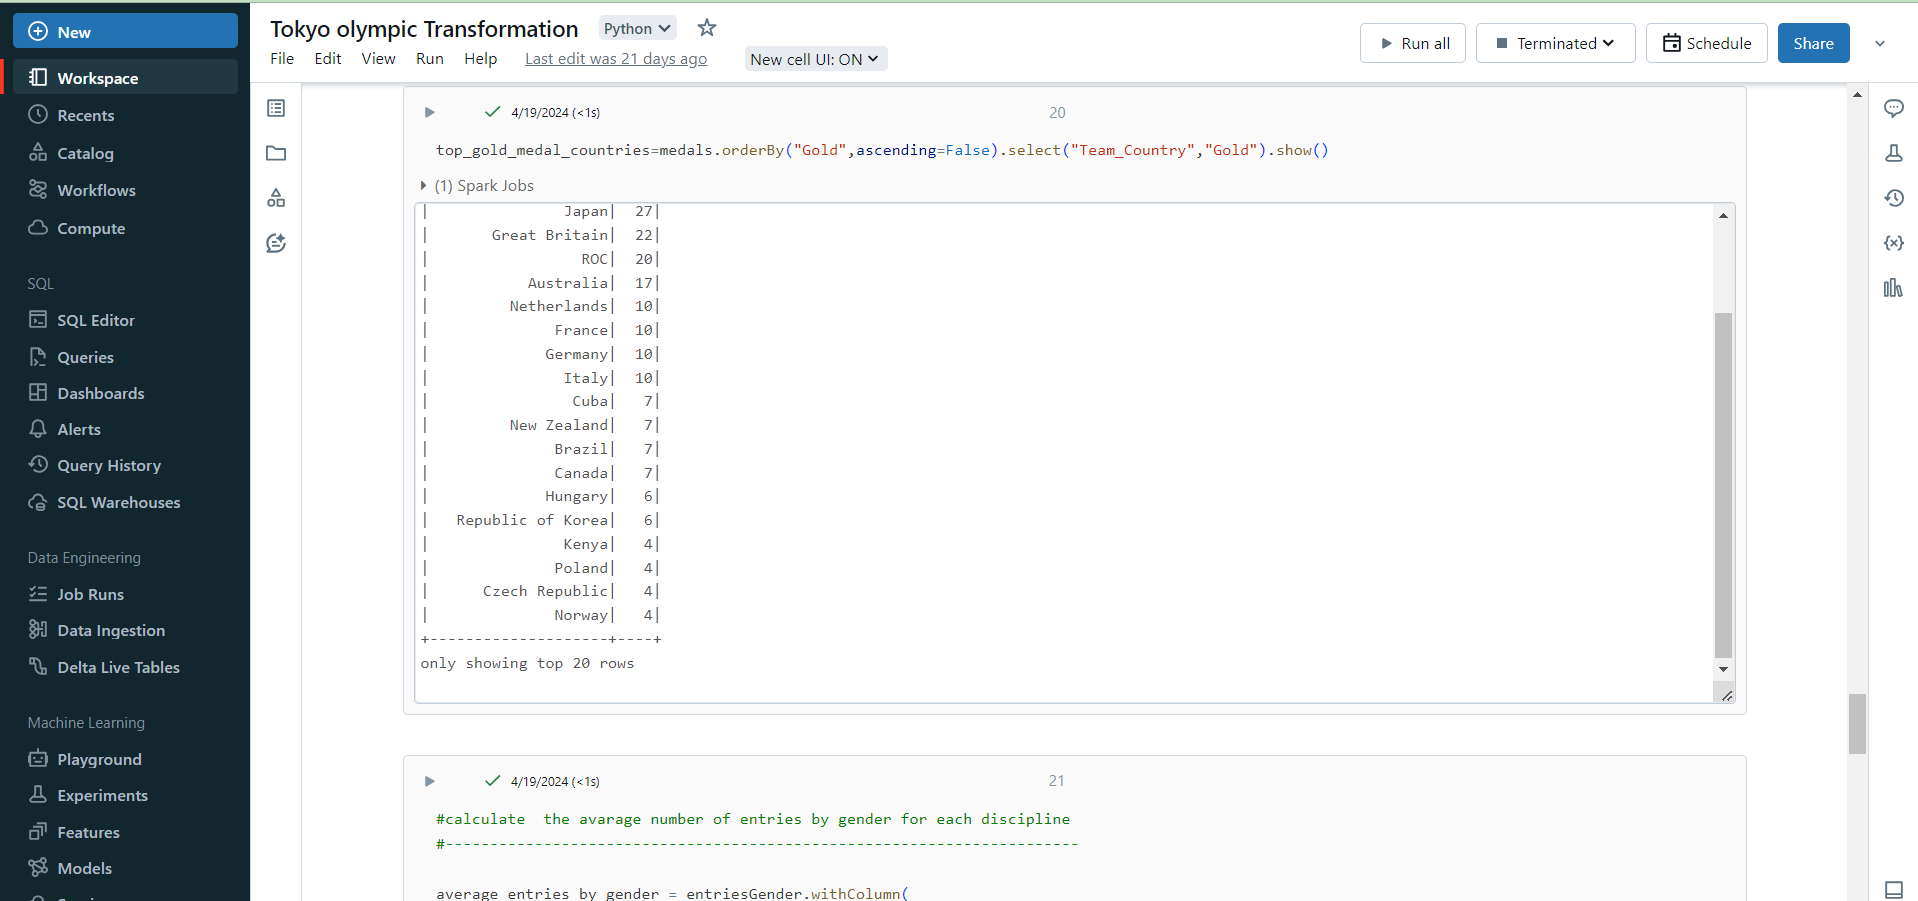 New
Workspace
Recents
Catalog
Workflows
Compute
SQL
SQL Editor
Queries
Dashboards
Alerts
Query History
SQL Warehouses
Data Engineering
Job Runs
Data Ingestion
Delta Live Tables
Machine Learning
Playground
Experiments
Features
Models
Tokyo olympic Transformation Python
File Edit View Run Help Last edit was 21 days ago New cell UI: ON
Run all Terminated Schedule Share
4/19/2024 (<1s) 20
top_gold_medal_countries=medals.orderBy("Gold",ascending=False).select("Team_Country","Gold").show()
(1) Spark Jobs
|               Japan|  27|
|       Great Britain|  22|
|                 ROC|  20|
|           Australia|  17|
|         Netherlands|  10|
|              France|  10|
|             Germany|  10|
|               Italy|  10|
|                Cuba|   7|
|         New Zealand|   7|
|              Brazil|   7|
|              Canada|   7|
|             Hungary|   6|
|   Republic of Korea|   6|
|               Kenya|   4|
|              Poland|   4|
|      Czech Republic|   4|
|              Norway|   4|
+--------------------+----+
only showing top 20 rows
4/19/2024 (<1s) 21
#calculate  the avarage number of entries by gender for each discipline
#-----------------------------------------------------------------------
average_entries_by_gender = entriesGender.withColumn(